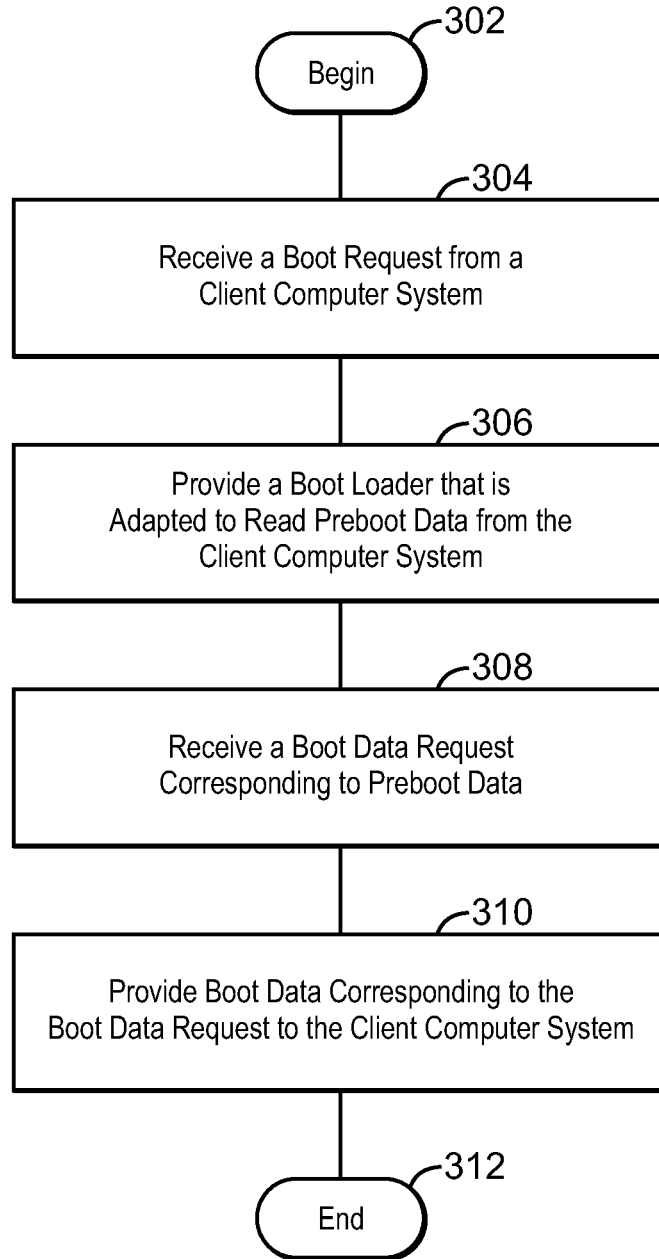 302
Begin
304
Receive a Boot Request from a
Client Computer System
306
Provide a Boot Loader that is
Adapted to Read Preboot Data from the
Client Computer System
308
Receive a Boot Data Request
Corresponding to Preboot Data
310
Provide Boot Data Corresponding to the
Boot Data Request to the Client Computer System
312
End